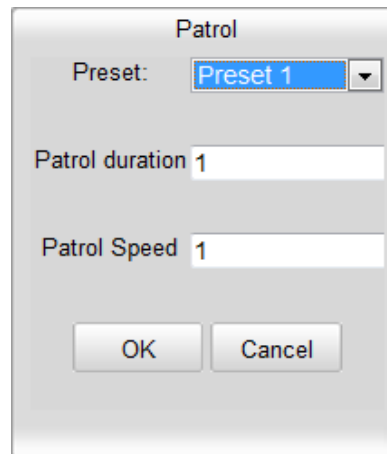 Patrol
Preset: Preset 1
Patrol duration 1
Patrol Speed 1
OK Cancel